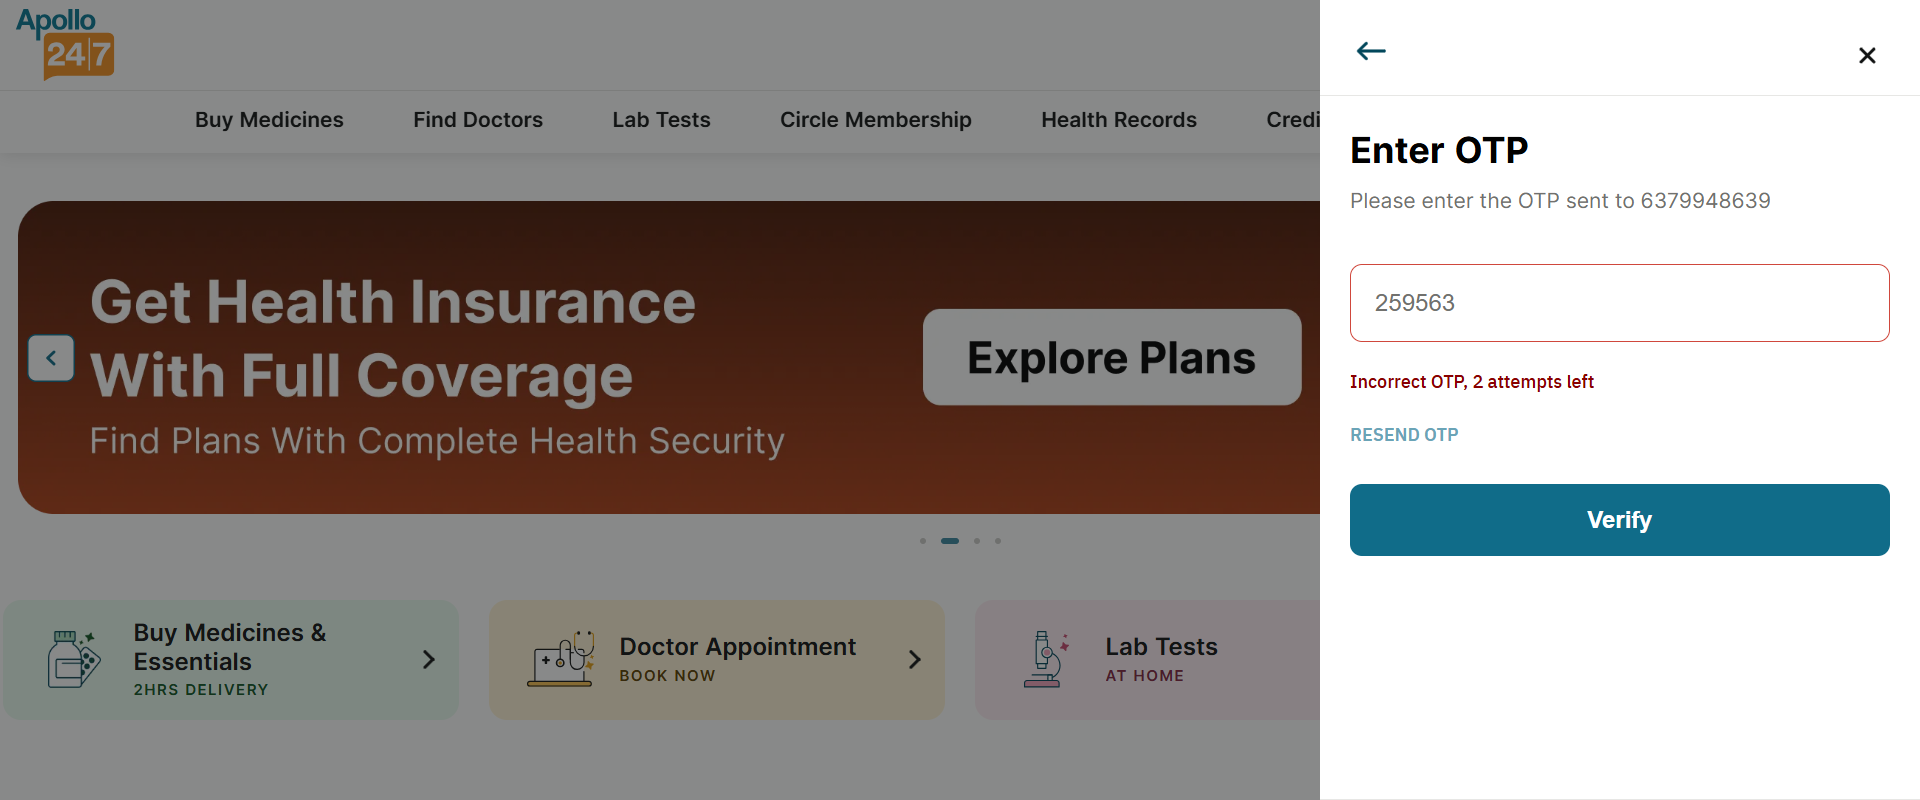 Apollo
24|7
Buy Medicines
Find Doctors
Lab Tests
Circle Membership
Health Records
Credi
Get Health Insurance
With Full Coverage
Find Plans With Complete Health Security
Explore Plans
Buy Medicines &
Essentials
2HRS DELIVERY
Doctor Appointment
BOOK NOW
Lab Tests
AT HOME
Enter OTP
Please enter the OTP sent to 6379948639
259563
Incorrect OTP, 2 attempts left
RESEND OTP
Verify